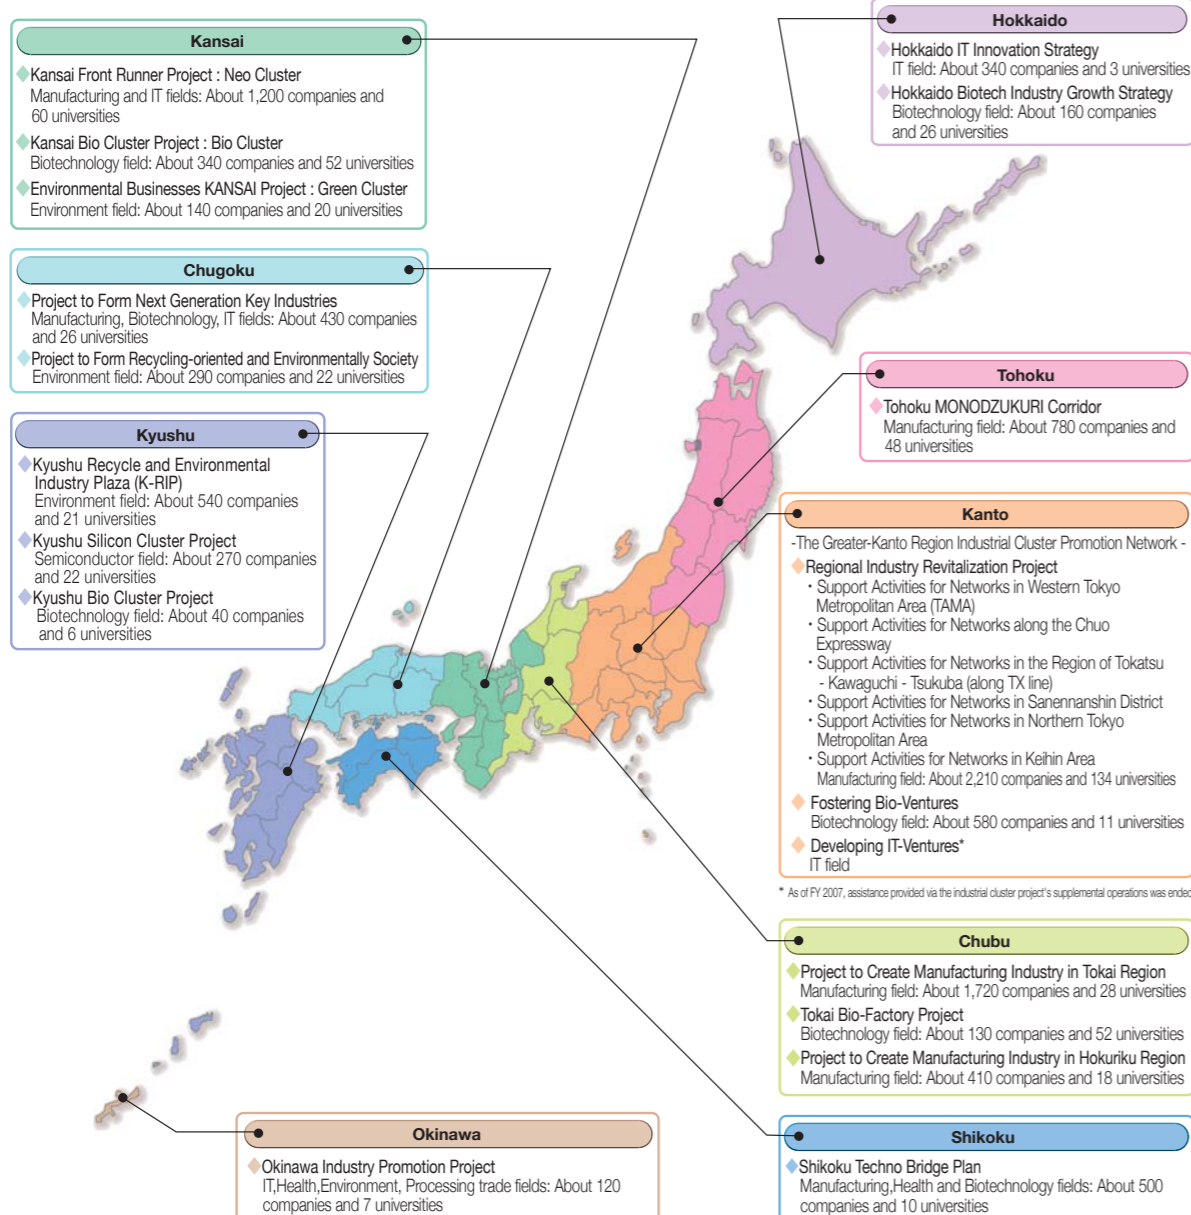 Kansai
Kansai Front Runner Project : Neo Cluster
Manufacturing and IT fields: About 1,200 companies and
60 universities
Kansai Bio Cluster Project : Bio Cluster
Biotechnology field: About 340 companies and 52 universities
Environmental Businesses KANSAI Project : Green Cluster
Environment field: About 140 companies and 20 universities
Chugoku
Project to Form Next Generation Key Industries
Manufacturing, Biotechnology, IT fields: About 430 companies
and 26 universities
Project to Form Recycling-oriented and Environmentally Society
Environment field: About 290 companies and 22 universities
Kyushu
Kyushu Recycle and Environmental
Industry Plaza (K-RIP)
Environment field: About 540 companies
and 21 universities
Kyushu Silicon Cluster Project
Semiconductor field: About 270 companies
and 22 universities
Kyushu Bio Cluster Project
Biotechnology field: About 40 companies
and 6 universities
Hokkaido
Hokkaido IT Innovation Strategy
IT field: About 340 companies and 3 universities
Hokkaido Biotech Industry Growth Strategy
Biotechnology field: About 160 companies
and 26 universities
Tohoku
Tohoku MONODZUKURI Corridor
Manufacturing field: About 780 companies and
48 universities
Kanto
-The Greater-Kanto Region Industrial Cluster Promotion Network -
Regional Industry Revitalization Project
・Support Activities for Networks in Western Tokyo
Metropolitan Area (TAMA)
・Support Activities for Networks along the Chuo
Expressway
・Support Activities for Networks in the Region of Tokatsu
- Kawaguchi - Tsukuba (along TX line)
・Support Activities for Networks in Sanennanshin District
・Support Activities for Networks in Northern Tokyo
Metropolitan Area
・Support Activities for Networks in Keihin Area
Manufacturing field: About 2,210 companies and 134 universities
Fostering Bio-Ventures
Biotechnology field: About 580 companies and 11 universities
Developing IT-Ventures*
IT field
* As of FY 2007, assistance provided via the industrial cluster project's supplemental operations was ended
Chubu
Project to Create Manufacturing Industry in Tokai Region
Manufacturing field: About 1,720 companies and 28 universities
Tokai Bio-Factory Project
Biotechnology field: About 130 companies and 52 universities
Project to Create Manufacturing Industry in Hokuriku Region
Manufacturing field: About 410 companies and 18 universities
Okinawa
Okinawa Industry Promotion Project
IT,Health,Environment, Processing trade fields: About 120
companies and 7 universities
Shikoku
Shikoku Techno Bridge Plan
Manufacturing,Health and Biotechnology fields: About 500
companies and 10 universities